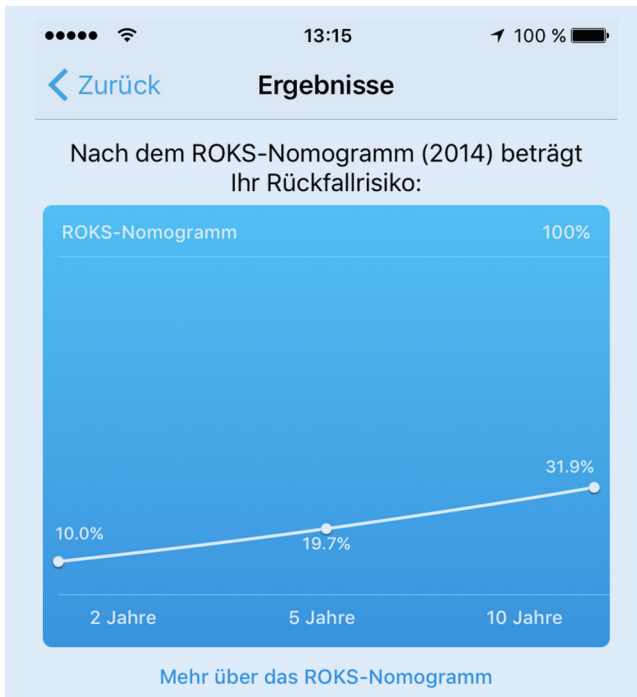 13:15
100 %
Zurück
Ergebnisse
Nach dem ROKS-Nomogramm (2014) beträgt
Ihr Rückfallrisiko:
ROKS-Nomogramm
100%
31.9%
10.0%
19.7%
2 Jahre
5 Jahre
10 Jahre
Mehr über das ROKS-Nomogramm